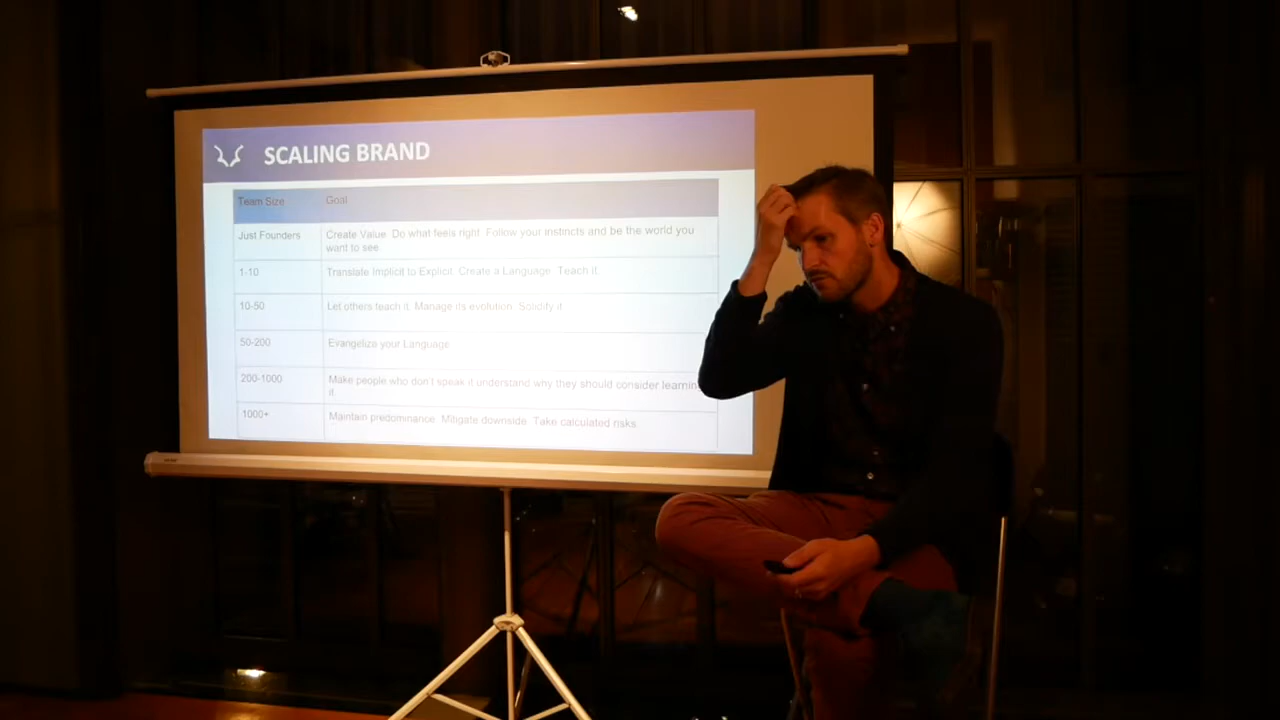 SCALING BRAND
Team Size
Goal
Just Founders
Create Value. Do what feels right. Follow your instincts and be the world you
want to see
1-10
Translate Implicit to Explicit. Create a Language. Teach it.
10-50
Let others teach it. Manage its evolution. Solidify it.
50-200
Evangelize your Language
200-1000
Make people who don't speak it understand why they should consider learnin
it.
1000+
Maintain predominance. Mitigate downside. Take calculated risks.